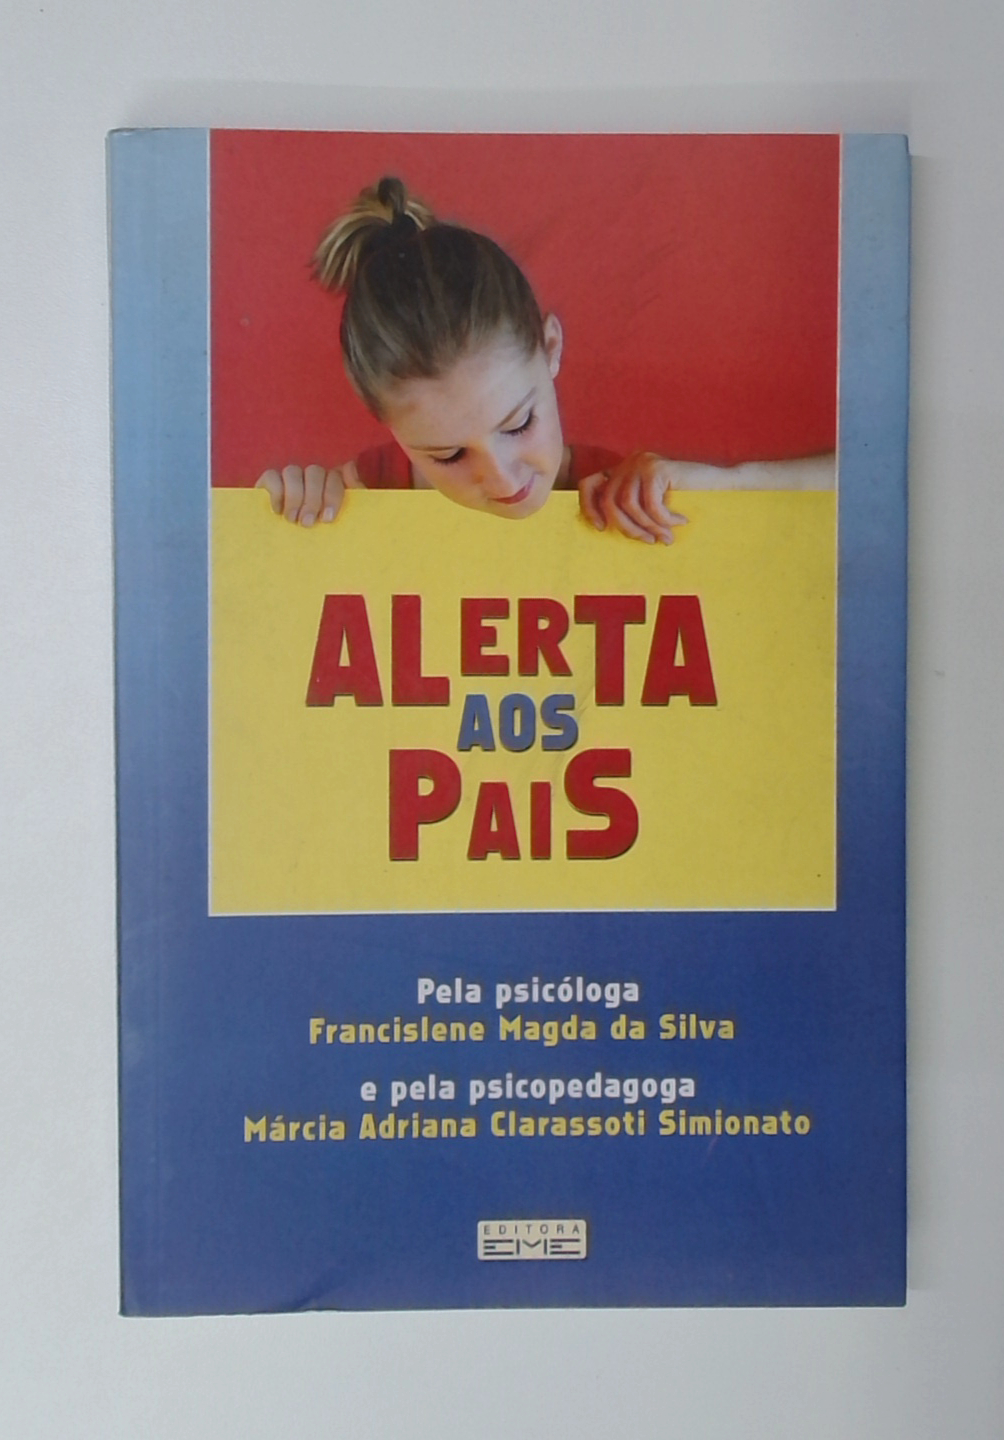 ALERTA
AOS
PAIS
Pela psicóloga
Francislene Magda da Silva
e pela psicopedagoga
Márcia Adriana Clarassoti Simionato
EDITORA
EME